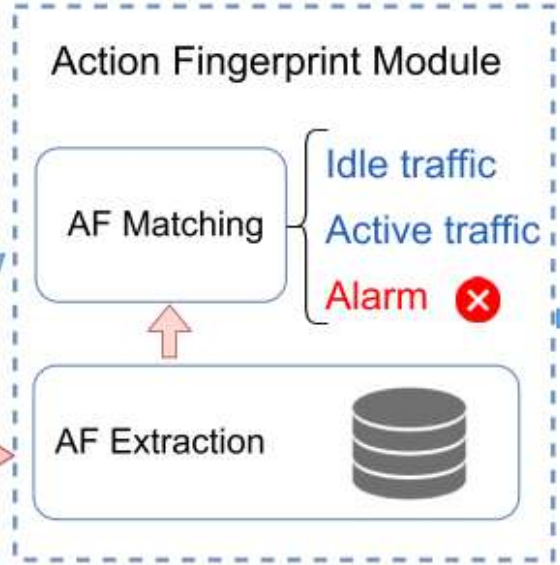 Action Fingerprint Module
AF Matching
Idle traffic
Active traffic
Alarm
AF Extraction